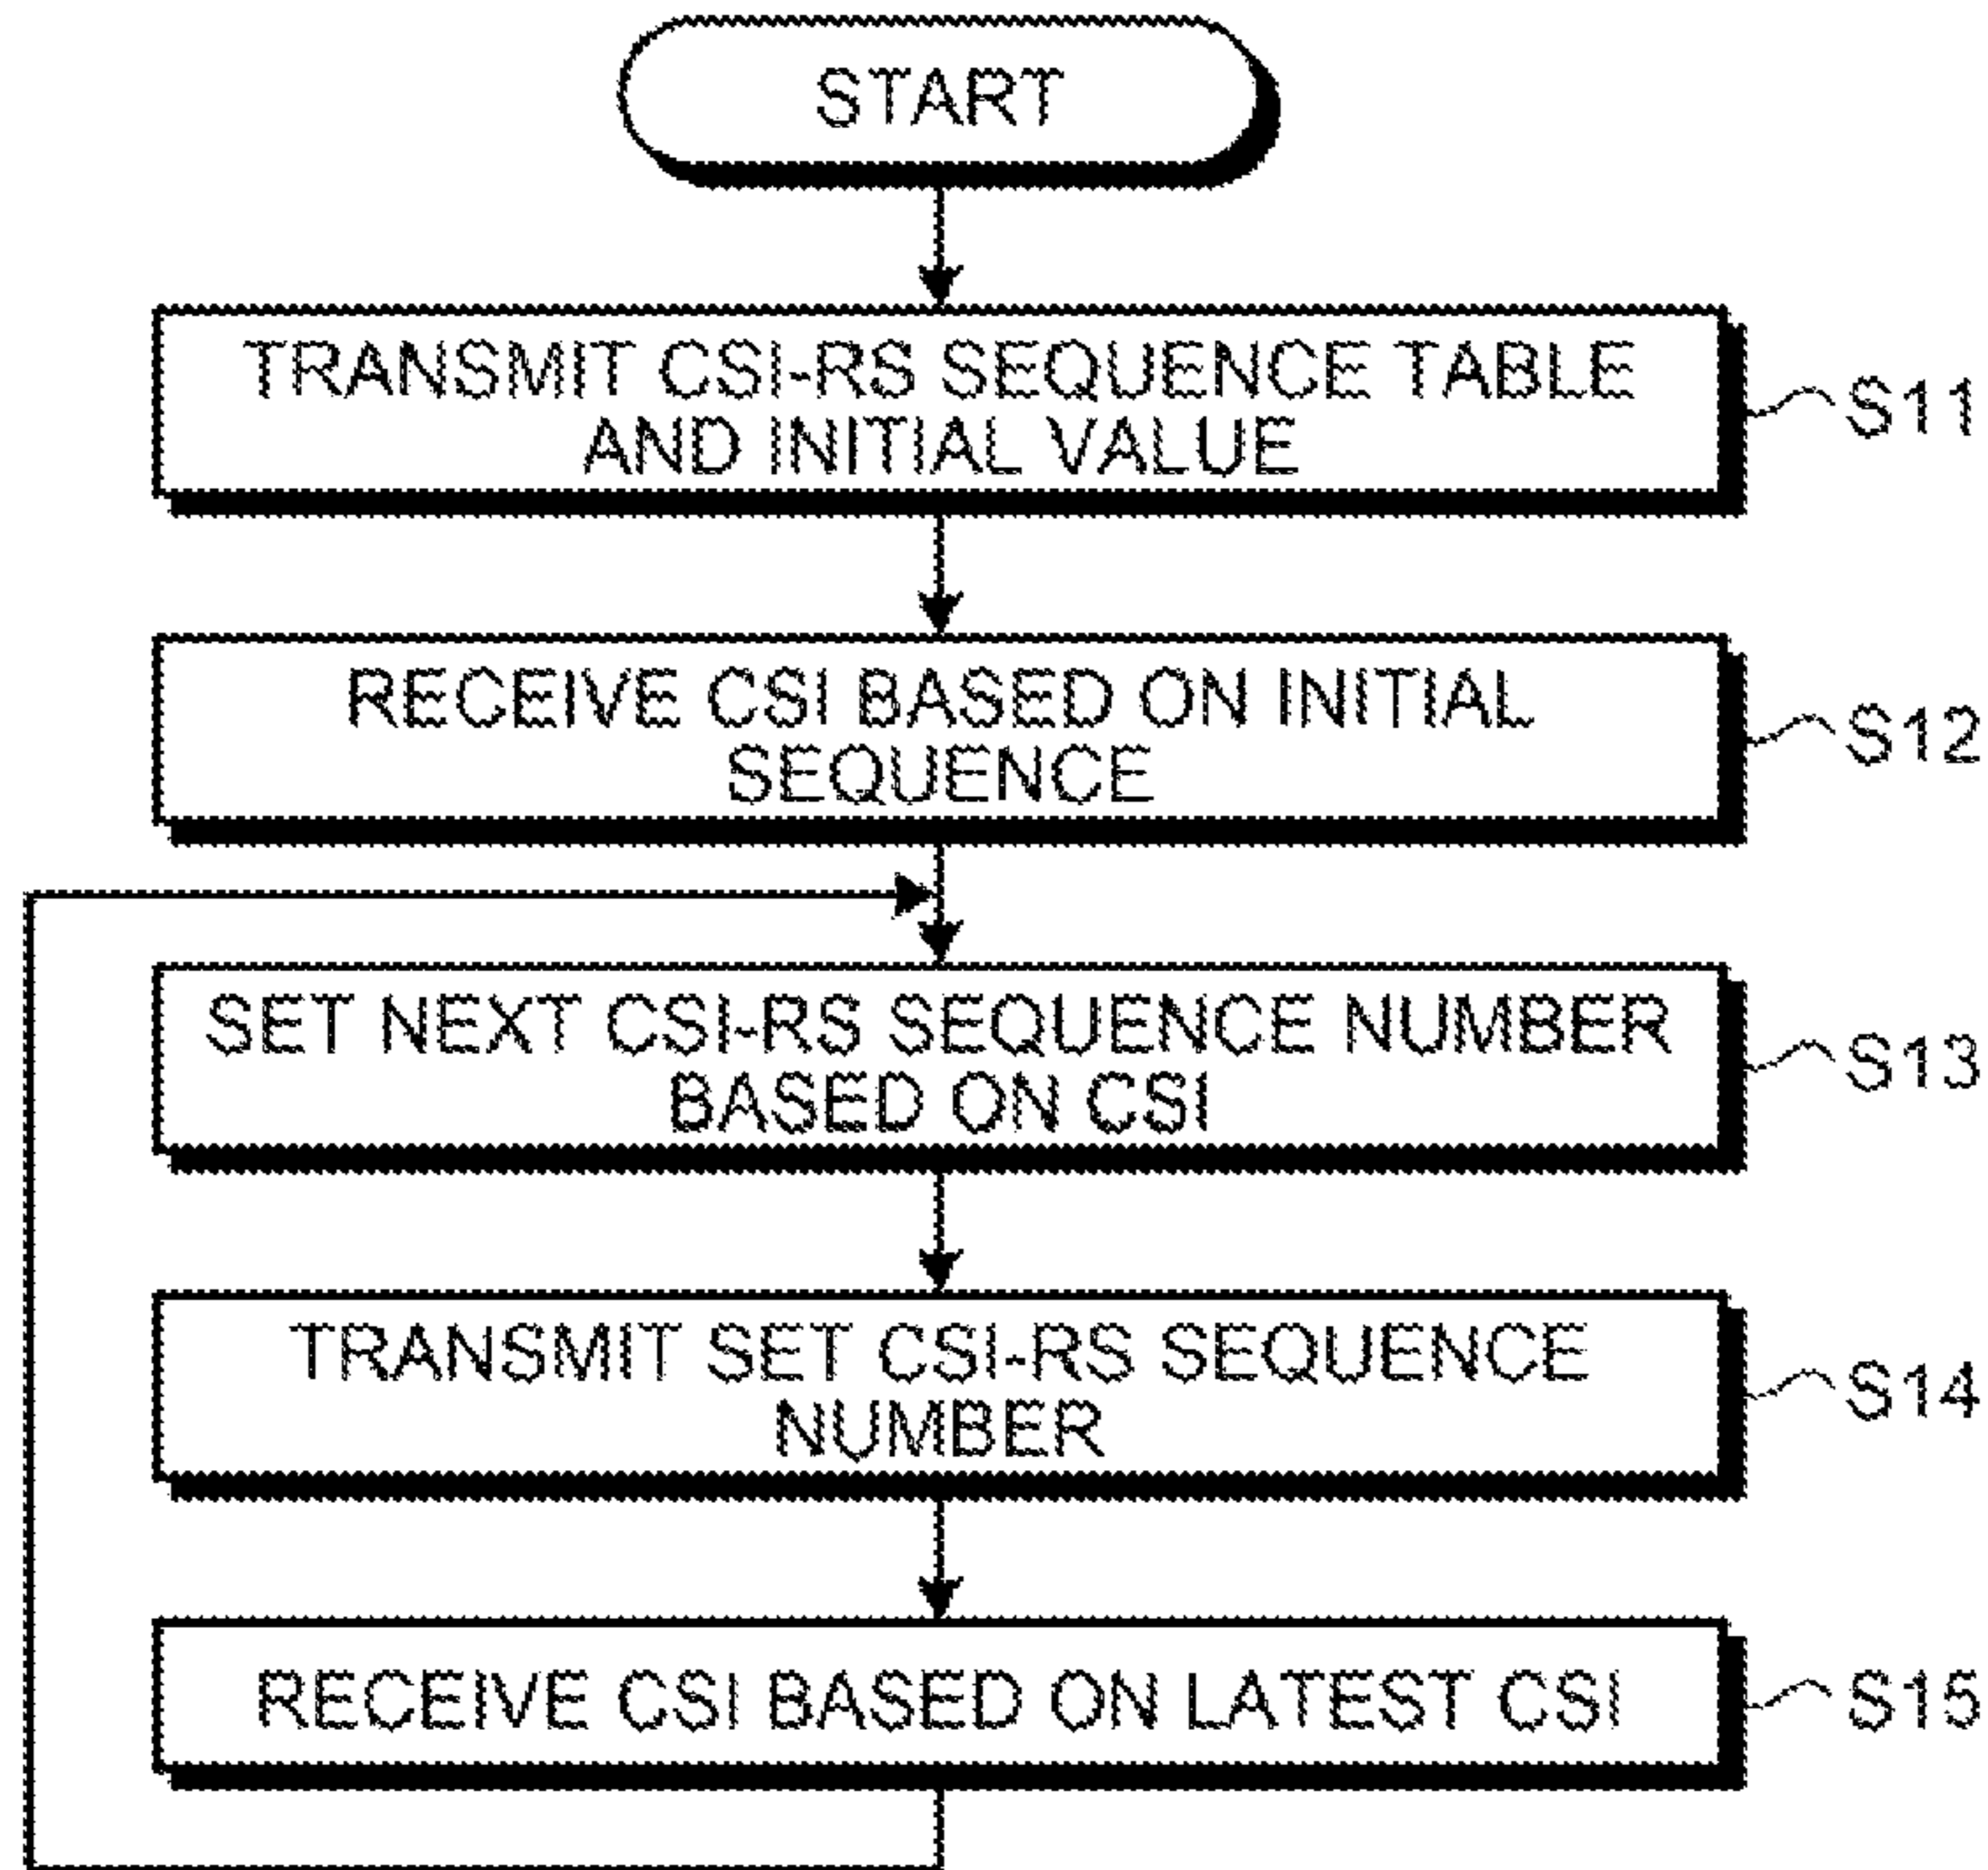 START
TRANSMIT CSI-RS SEQUENCE TABLE
AND INITIAL VALUE
S11
RECEIVE CSI BASED ON INITIAL
SEQUENCE
S12
SET NEXT CSI-RS SEQUENCE NUMBER
BASED ON CSI
S13
TRANSMIT SET CSI-RS SEQUENCE
NUMBER
S14
RECEIVE CSI BASED ON LATEST CSI
S15